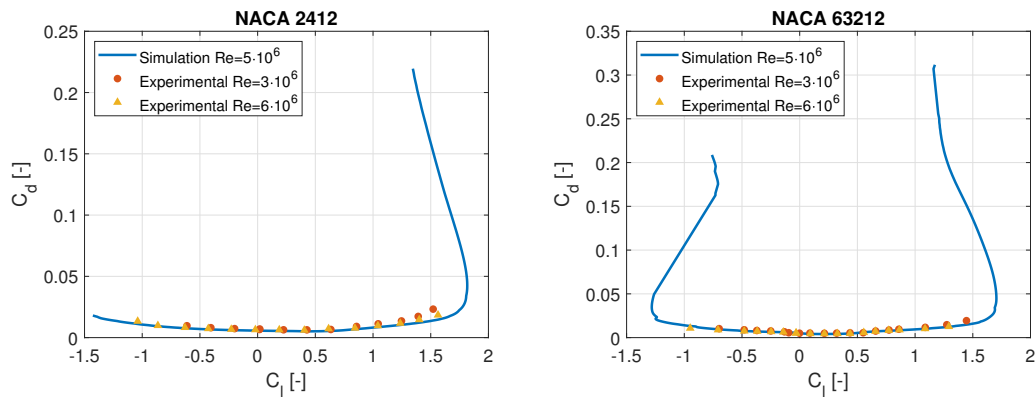 NACA 2412
0.25
0.2
0.15
0.1
0.05
0
C_d [-]
Simulation Re=5·10^6
Experimental Re=3·10^6
Experimental Re=6·10^6
-1.5 -1 -0.5 0 0.5 1 1.5 2
C_l [-]
NACA 63212
0.35
0.3
0.25
0.2
0.15
0.1
0.05
0
C_d [-]
Simulation Re=5·10^6
Experimental Re=3·10^6
Experimental Re=6·10^6
-1.5 -1 -0.5 0 0.5 1 1.5 2
C_l [-]